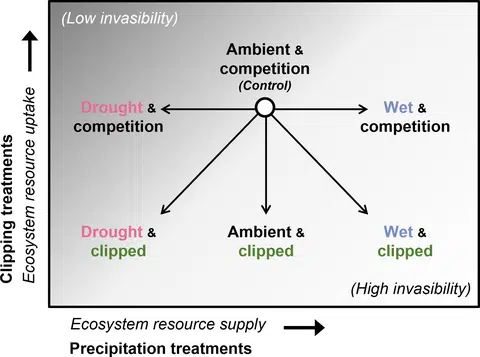 (Low invasibility)
Ambient &
competition
(Control)
Drought &
competition
Wet &
competition
Drought &
clipped
Ambient &
clipped
Wet &
clipped
(High invasibility)
Clipping treatments
Ecosystem resource uptake
Ecosystem resource supply
Precipitation treatments